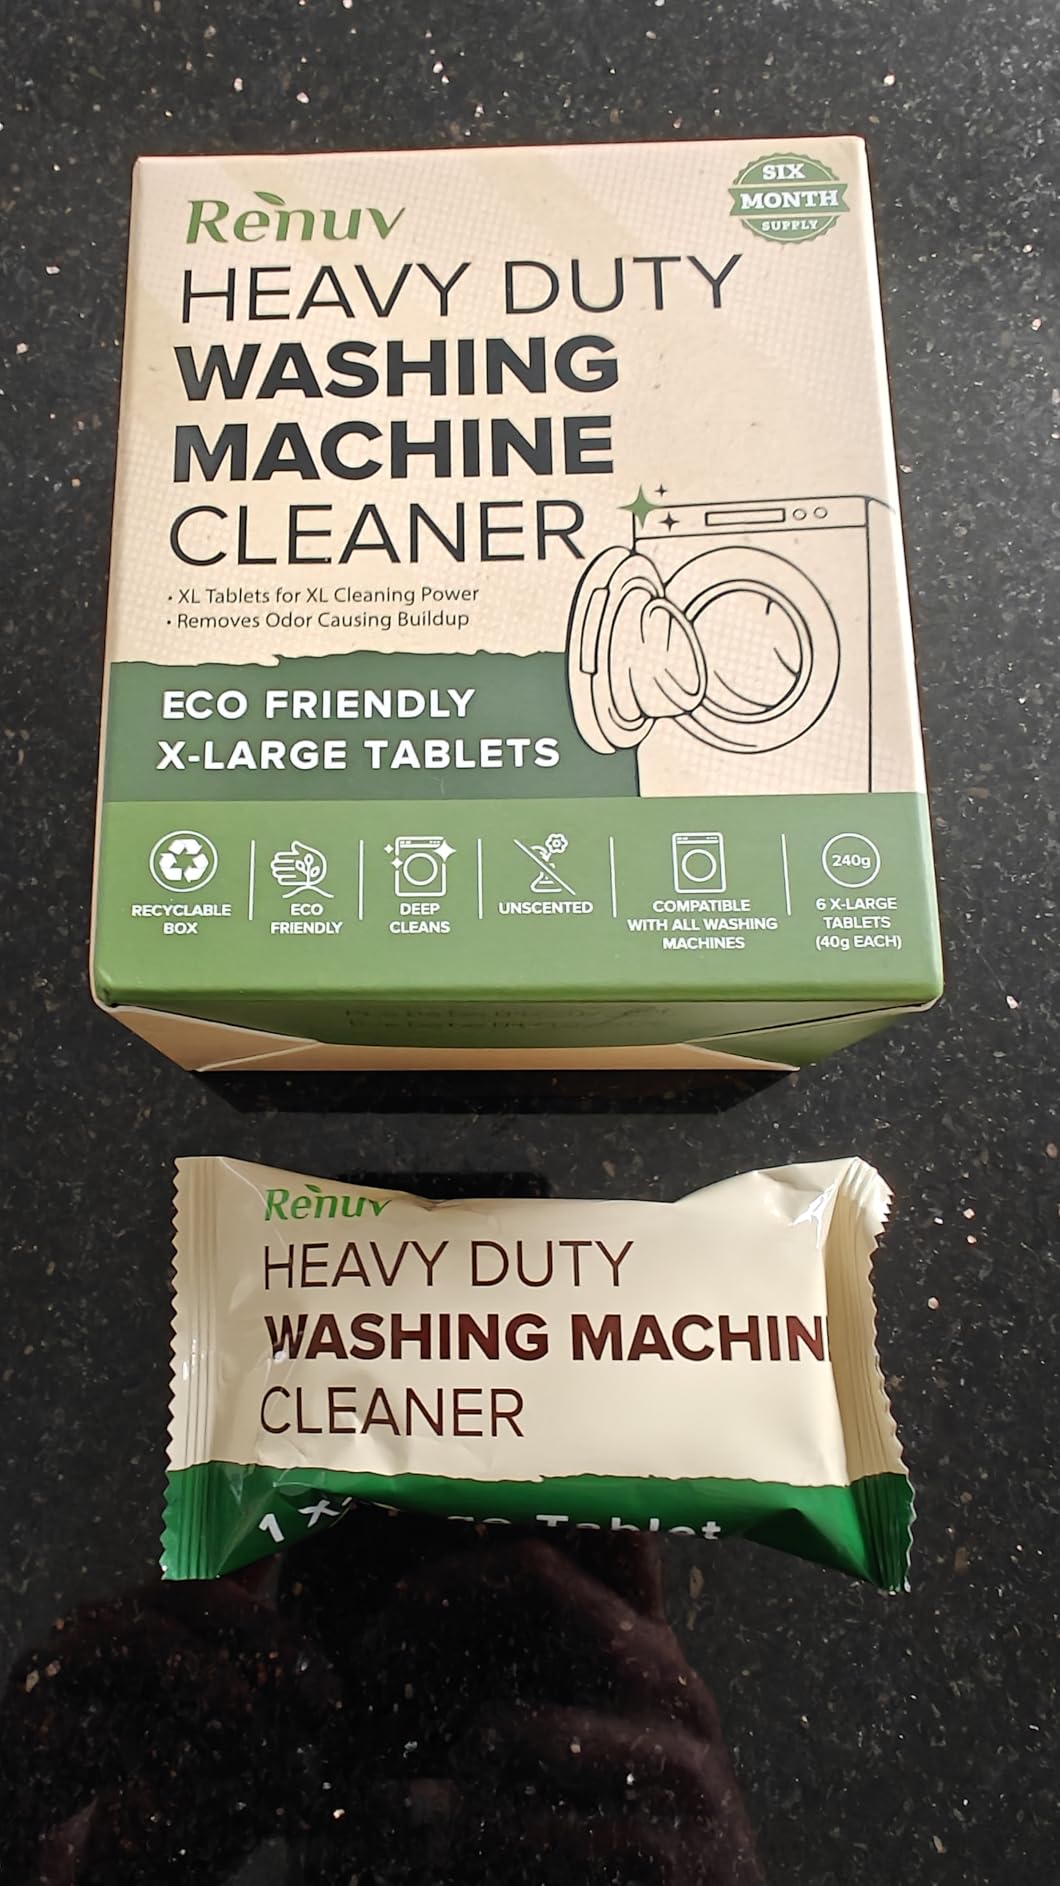 Renuv
SIX
MONTH
SUPPLY
HEAVY DUTY
WASHING
MACHINE
CLEANER
• XL Tablets for XL Cleaning Power
• Removes Odor Causing Buildup
ECO FRIENDLY
X-LARGE TABLETS
RECYCLABLE
BOX
ECO
FRIENDLY
DEEP
CLEANS
UNSCENTED
COMPATIBLE
WITH ALL WASHING
MACHINES
240g
6 X-LARGE
TABLETS
(40g EACH)
Renuv
HEAVY DUTY
WASHING MACHIN
CLEANER
1 Tablet